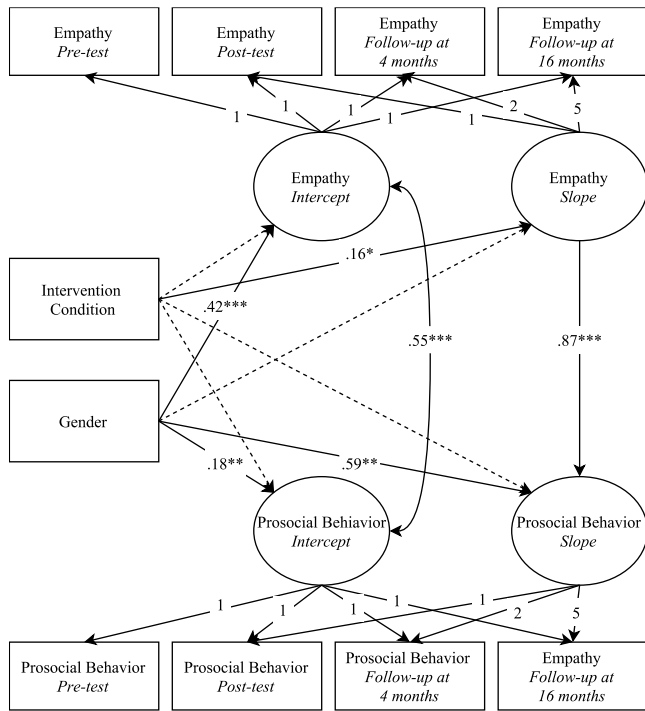 Empathy
Pre-test
Empathy
Post-test
Empathy
Follow-up at
4 months
Empathy
Follow-up at
16 months
1
1
1
1
1
2
5
Empathy
Intercept
Empathy
Slope
Intervention
Condition
Gender
.16*
.42***
.55***
.87***
.18**
.59**
Prosocial Behiavior
Intercept
Prosocial Behavior
Slope
1
1
1
1
1
2
5
Prosocial Behavior
Pre-test
Prosocial Behavior
Post-test
Prosocial Behavior
Follow-up at
4 months
Empathy
Follow-up at
16 months